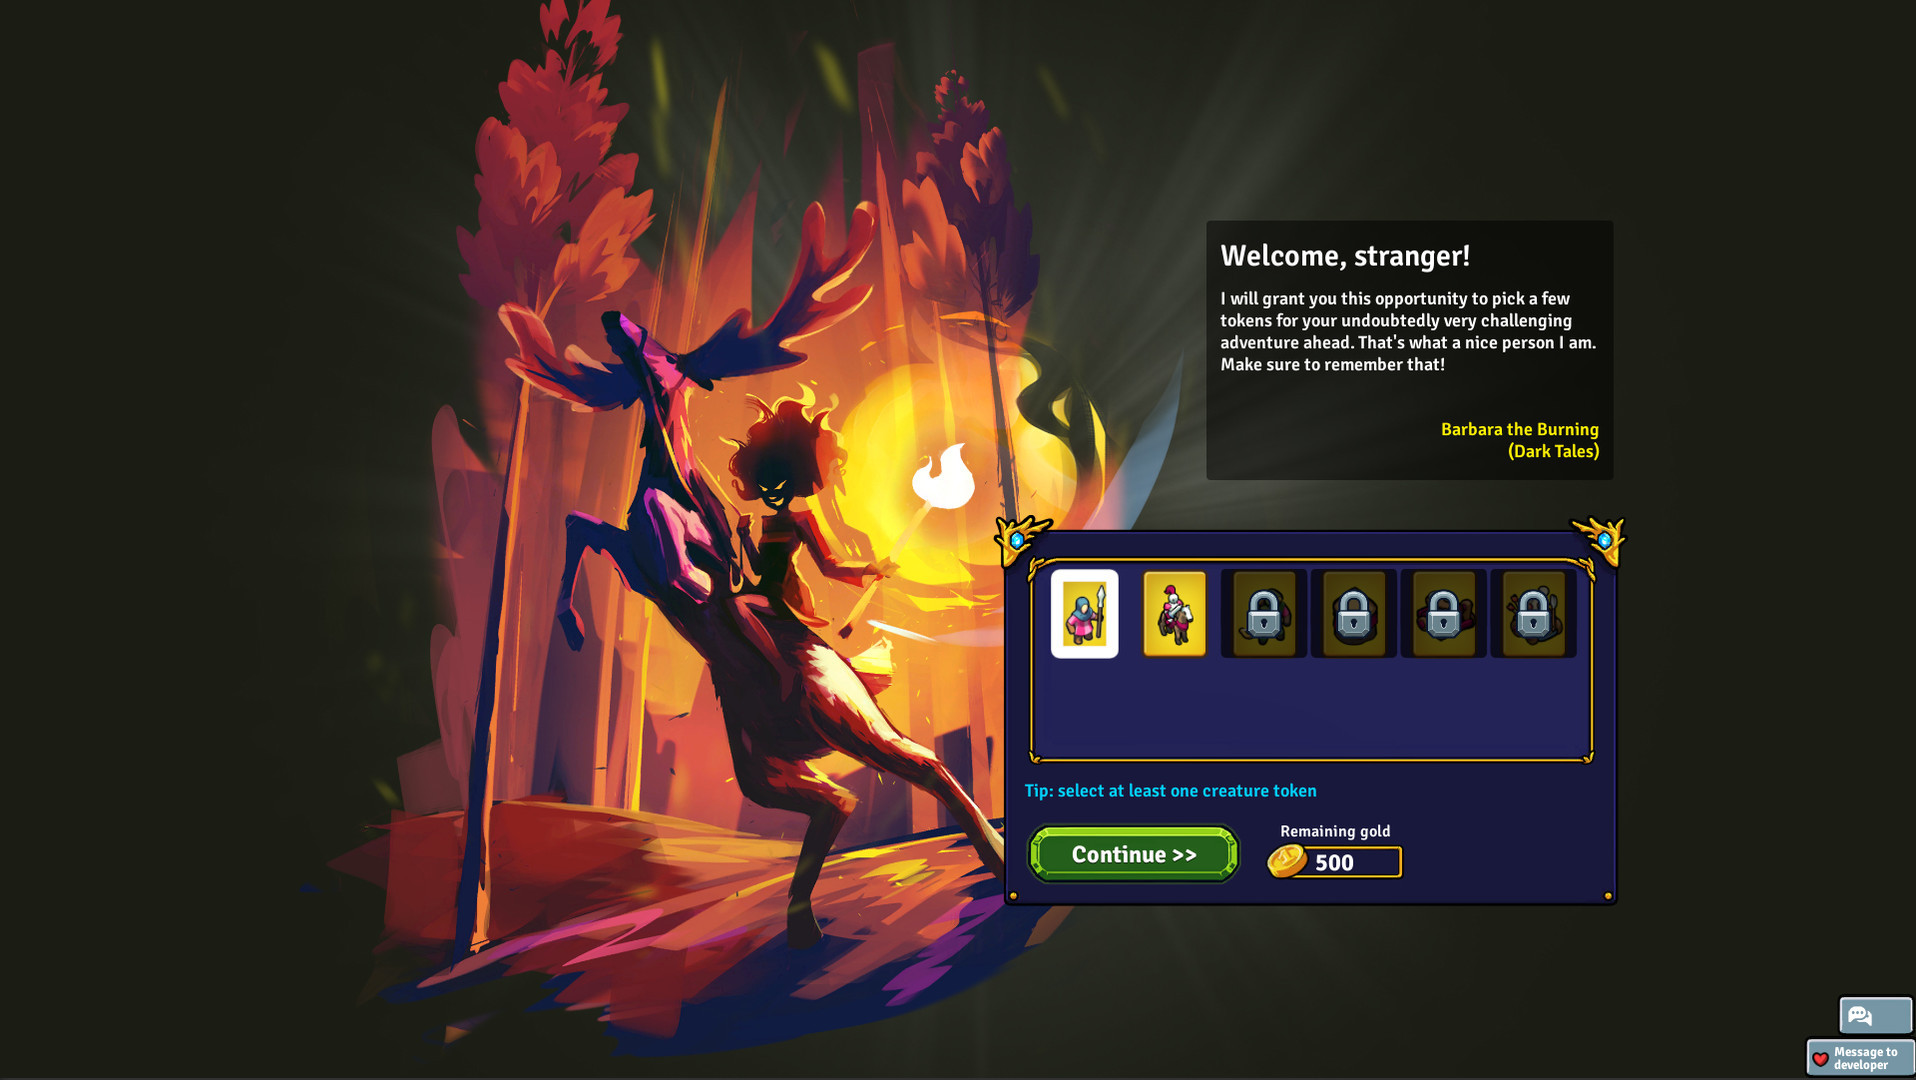 Welcome, stranger!
I will grant you this opportunity to pick a few
tokens for your undoubtedly very challenging
adventure ahead. That's what a nice person I am.
Make sure to remember that!
Barbara the Burning
(Dark Tales)
Tip: select at least one creature token
Continue >>
Remaining gold
500
Message to
developer